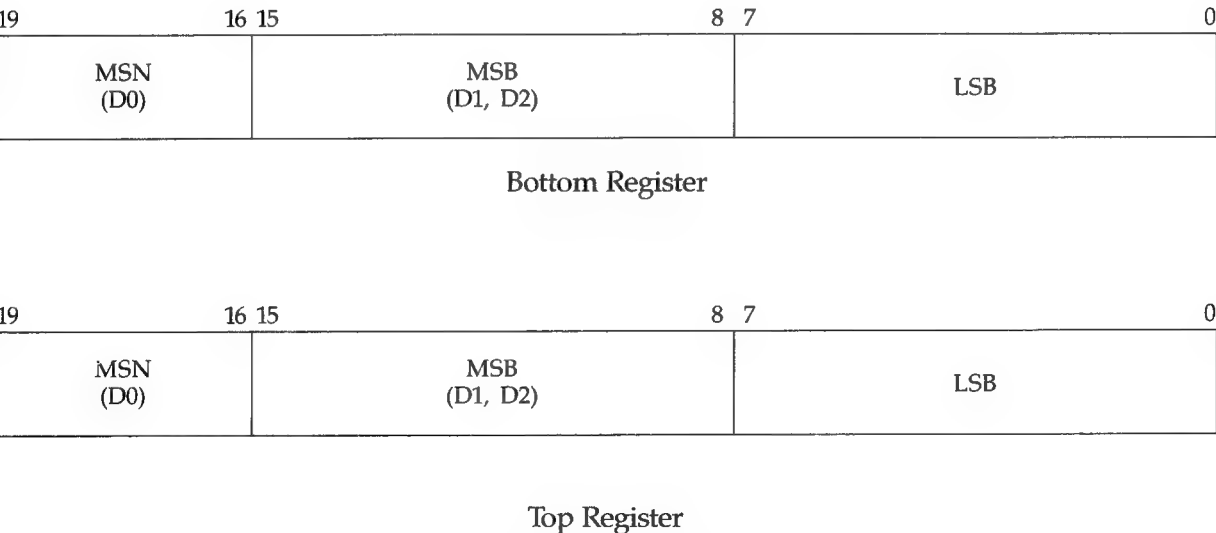 19 16 15 8 7 0
MSN MSB LSB
(D0) (D1, D2)
Bottom Register
19 16 15 8 7 0
MSN MSB LSB
(D0) (D1, D2)
Top Register